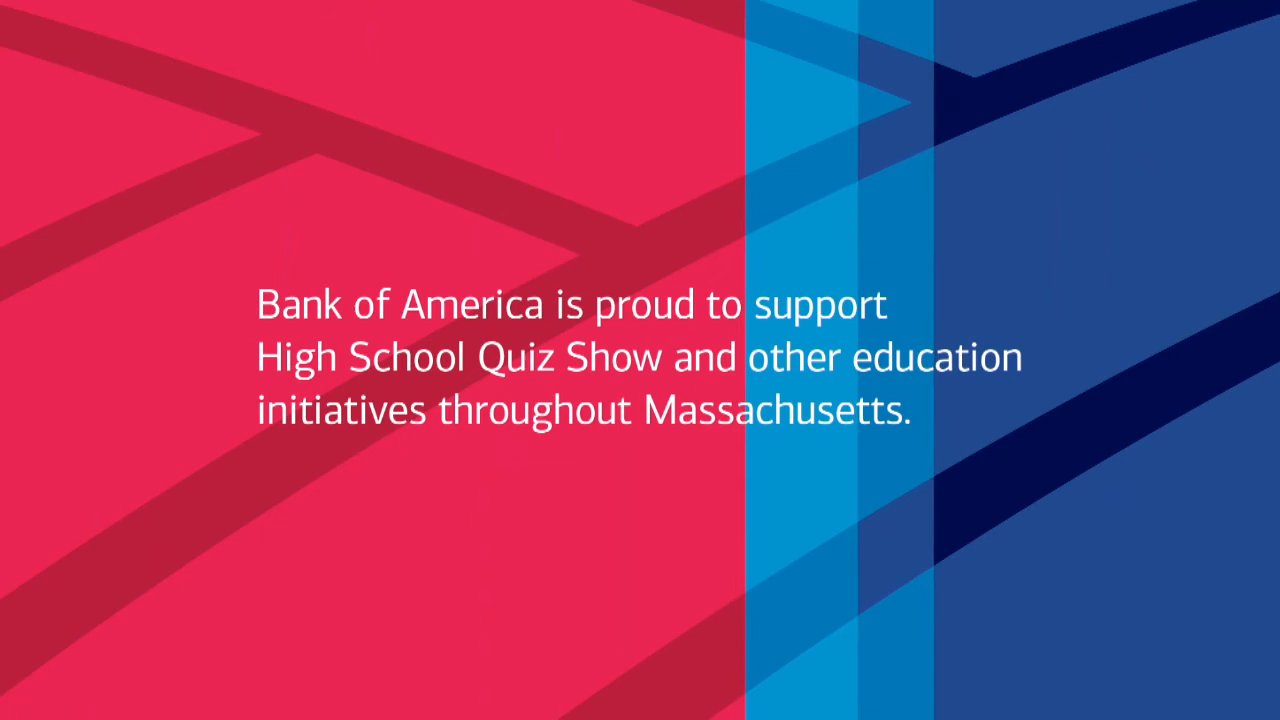 Bank of America is proud to support
High School Quiz Show and other education
initiatives throughout Massachusetts.